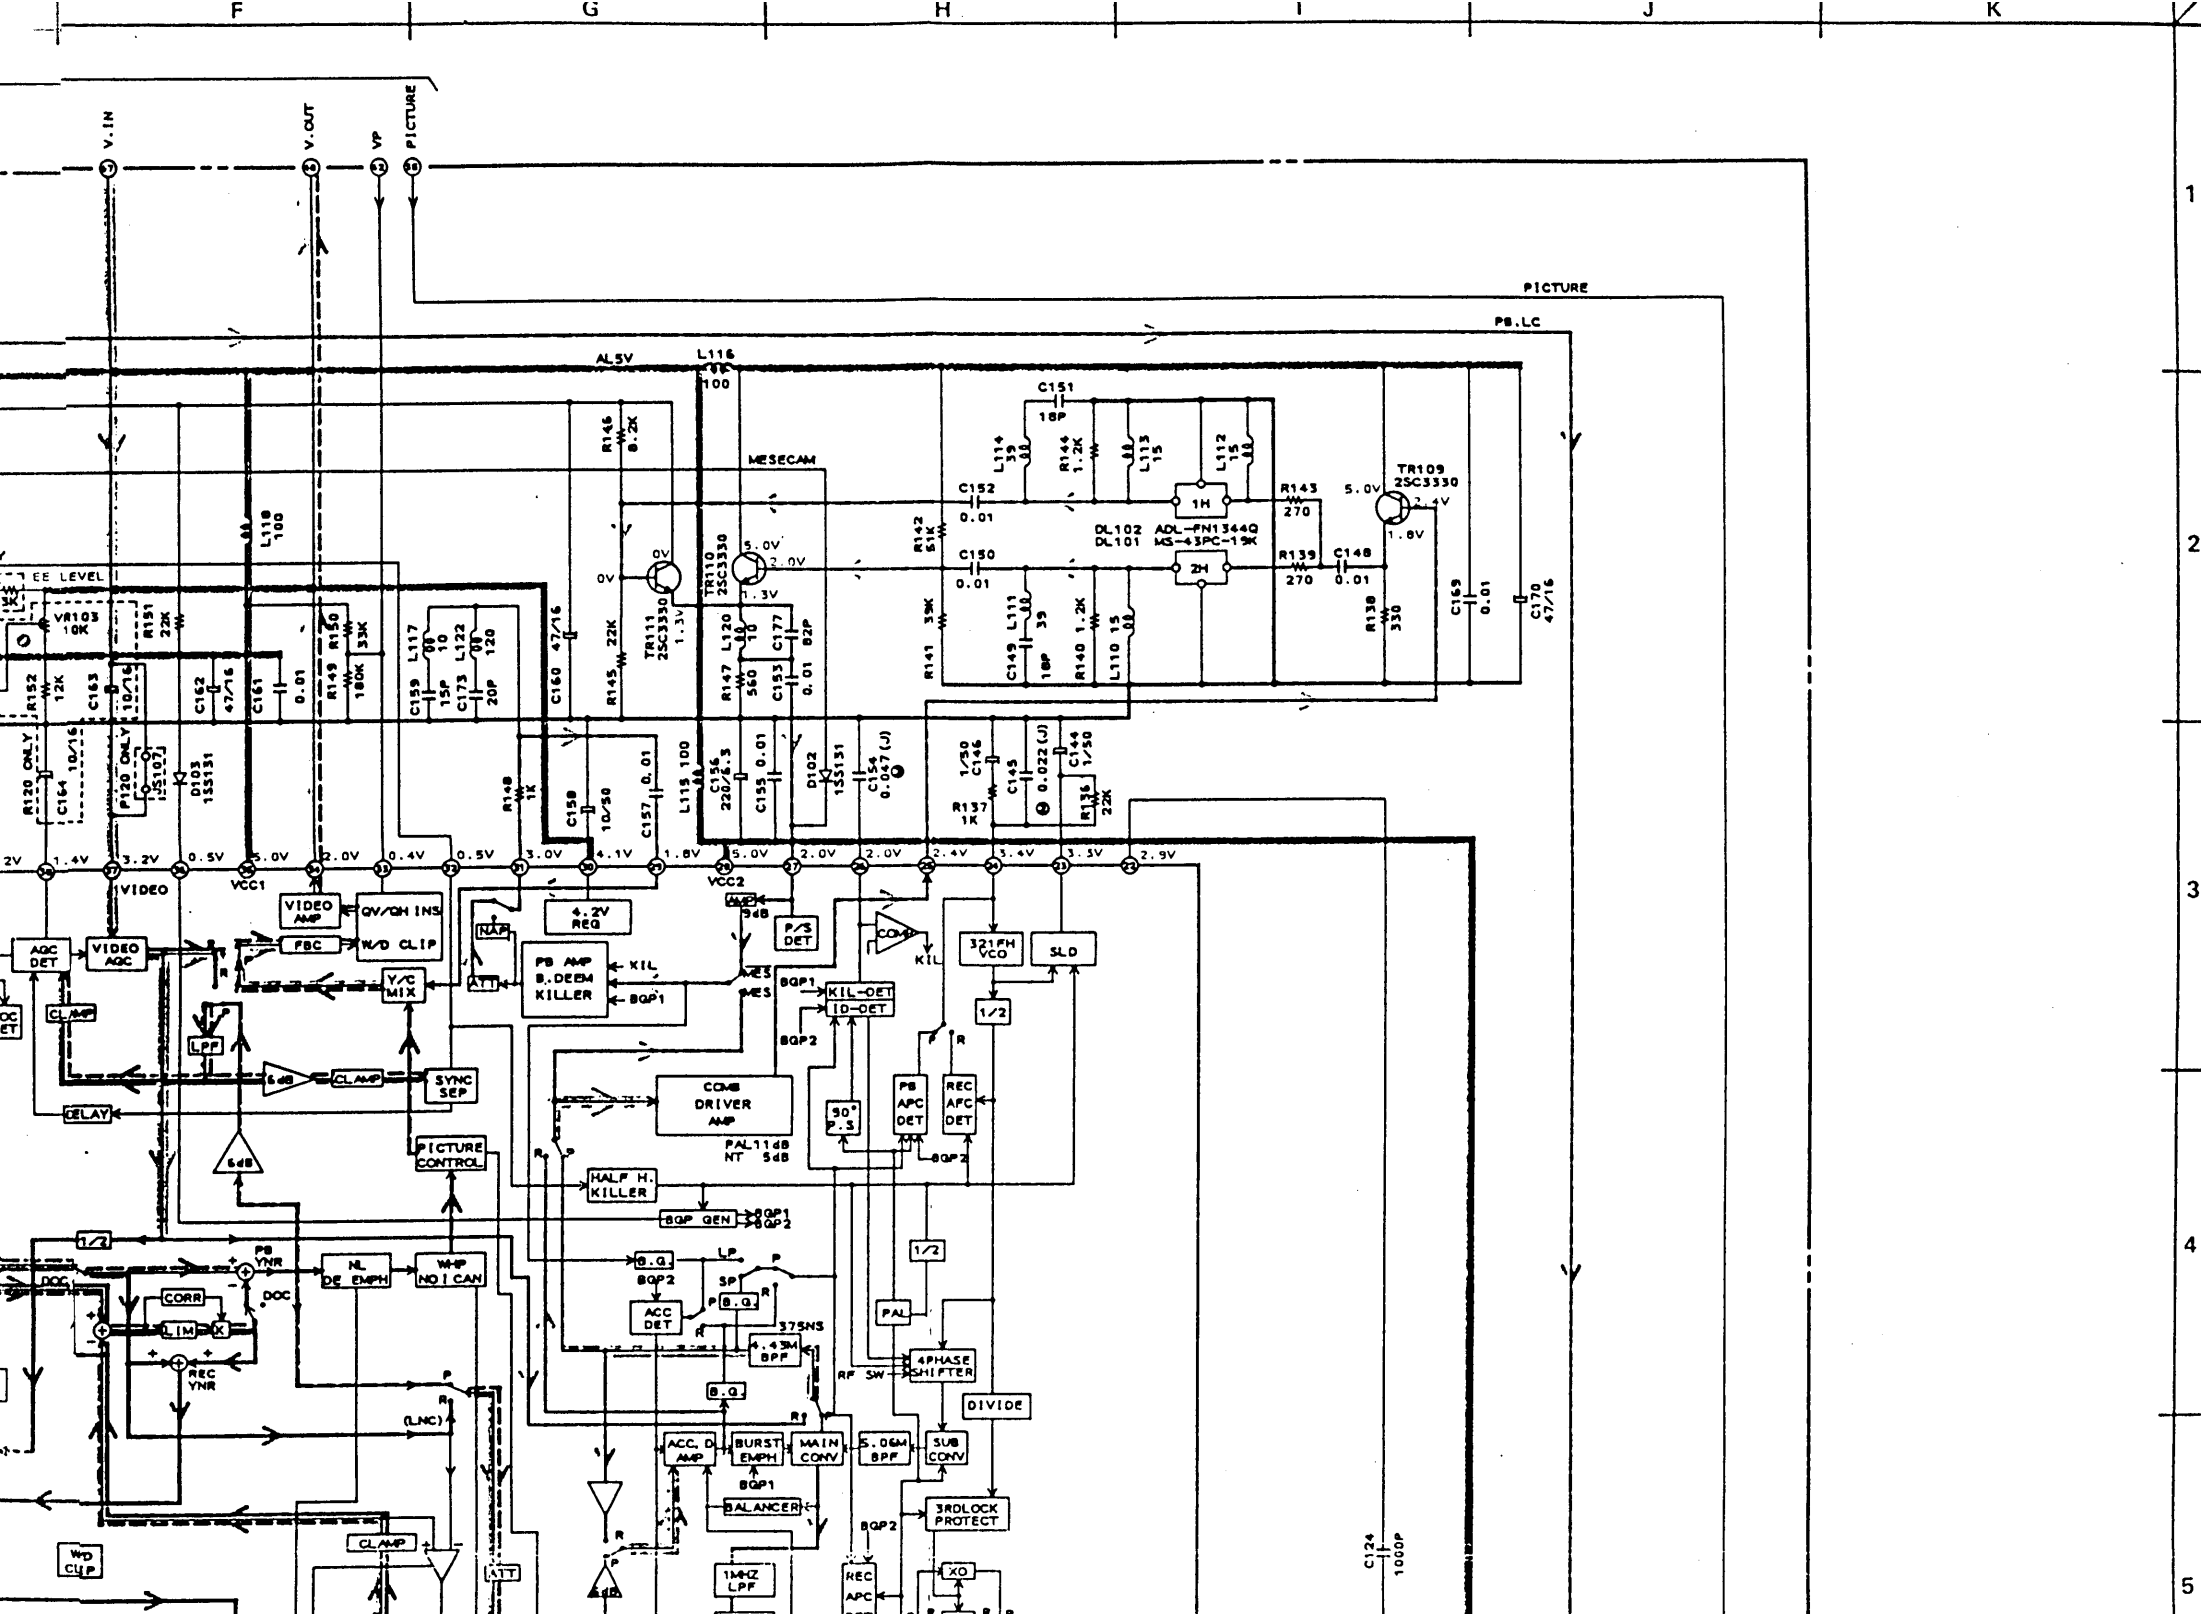 F
G
H
I
J
K
V.IN
V.OUT
VP
PICTURE
1
PICTURE
PB.LC
AL5V
L116
100
C151
18P
R146
8.2K
L114
39
R144
1.2K
L113
15
L112
15
MESECAM
TR109
2SC3330
5.0V
2.4V
1.8V
C152
0.01
1H
R143
270
L118
100
R142
51K
DL102 ADL-FN1344Q
DL101 MS-43PC-19K
2
TR110
2SC3330
5.0V
2.0V
1.3V
0V
0V
C150
0.01
2H
R139
270
C148
0.01
EE LEVEL
VR103
10K
R151
22K
R150
33K
L117
10
L122
120
C160 47/16
R145 22K
TR111
2SC3330
1.3V
L120
10
C177
82P
R141 39K
L111
39
R140 1.2K
L110 15
R138
330
C169
0.01
C170
47/16
R152
12K
C163
10/16
C162
47/16
C161
0.01
R149
180K
C159
15P
C173
20P
R147
560
C153
0.01
C149
18P
R120 ONLY
C164 10/16
P120 ONLY
JS107
D103
1SS131
R148
1K
C158
10/50
C157 0.01
L115 100
C156
220/6.3
C155 0.01
D102
1SS131
C154
0.047(J)
1/50
C146
R137
1K
C145
0.022(J)
C144
1/50
R136
22K
2V
1.4V
3.2V
0.5V
5.0V
2.0V
0.4V
0.5V
3.0V
4.1V
1.8V
5.0V
2.0V
2.0V
2.4V
3.4V
3.3V
2.9V
VIDEO
VCC1
VCC2
3
VIDEO
AMP
QV/QH INS
W/D CLIP
4.2V
REG
AMP
9dB
P/S
DET
COMP
KIL
321FH
VCO
SLD
AGC
DET
VIDEO
AGC
P
R
FBC
NAP
ATT
Y/C
MIX
PB AMP
B.DEEM
KILLER
KIL
BGP1
MES
MES
BGP1
KIL-DET
ID-DET
BGP2
1/2
CLAMP
LPF
6dB
CLAMP
SYNC
SEP
COMB
DRIVER
AMP
PAL11dB
NT 5dB
90°
P.S
P
R
PB
APC
DET
REC
AFC
DET
BGP2
DELAY
6dB
PICTURE
CONTROL
R
P
HALF H.
KILLER
BGP GEN
BGP1
BGP2
1/2
PB
YNR
DOC
NL
DE EMPH
WHP
NOICAN
B.G.
BGP2
LP
SP
P
R
B.G.
1/2
4
CORR
DOC
LIM
X
REC
YNR
ACC
DET
P
R
375NS
4.43M
BPF
PAL
4PHASE
SHIFTER
RF SW
P
R
(LNC)
B.G.
R
DIVIDE
ACC.D
AMP
BURST
EMPH
MAIN
CONV
5.06M
BPF
SUB
CONV
BGP1
BALANCER
3RDLOCK
PROTECT
BGP2
WD
CLIP
CLAMP
ATT
R
P
6dB
1MHZ
LPF
REC
APC
XO
C124
1000P
5